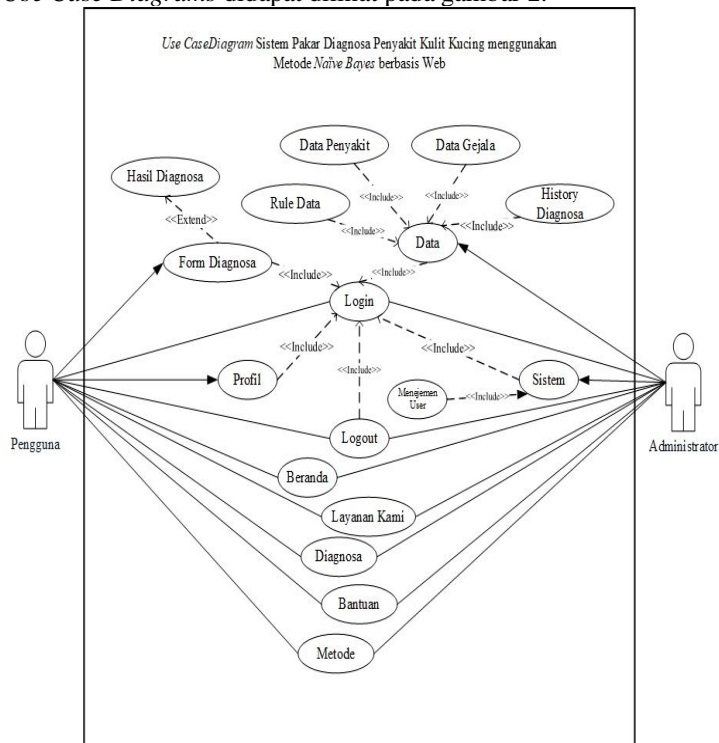 Use Case Diagrams didapat dilihat pada gambar 2.
Use CaseDiagram Sistem Pakar Diagnosa Penyakit Kulit Kucing menggunakan
Metode Naïve Bayes berbasis Web
Data Penyakit
Data Gejala
Hasil Diagnosa
<<Include>>
<<Include>>
Rule Data
History
Diagnosa
<<Extend>>
<<Include>>
<<Include>>
Data
Form Diagnosa
<<Include>>
<<Include>>
Login
<<Include>>
<<Include>>
<<Include>>
Profil
Sistem
Menejemen
User
<<Include>>
Logout
Pengguna
Administrator
Beranda
Layanan Kami
Diagnosa
Bantuan
Metode